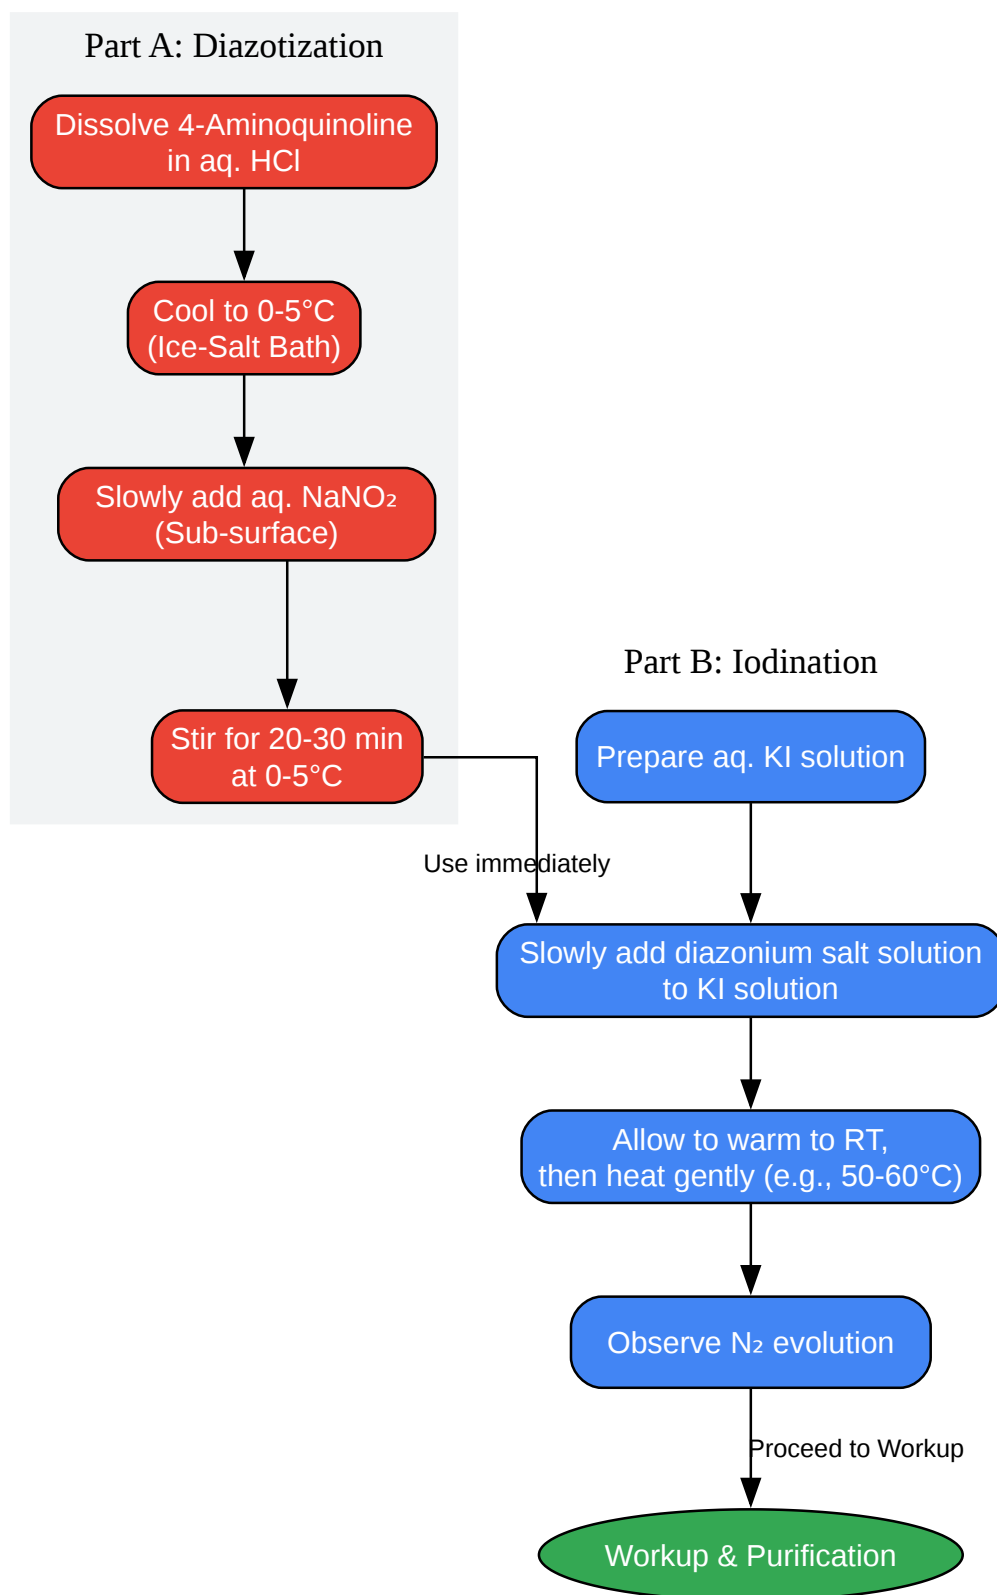 Part A: Diazotization
Dissolve 4-Aminoquinoline
in aq. HCl
Cool to 0-5°C
(Ice-Salt Bath)
Slowly add aq. NaNO₂
(Sub-surface)
Stir for 20-30 min
at 0-5°C
Use immediately
Part B: Iodination
Prepare aq. KI solution
Slowly add diazonium salt solution
to KI solution
Allow to warm to RT,
then heat gently (e.g., 50-60°C)
Observe N₂ evolution
Proceed to Workup
Workup & Purification